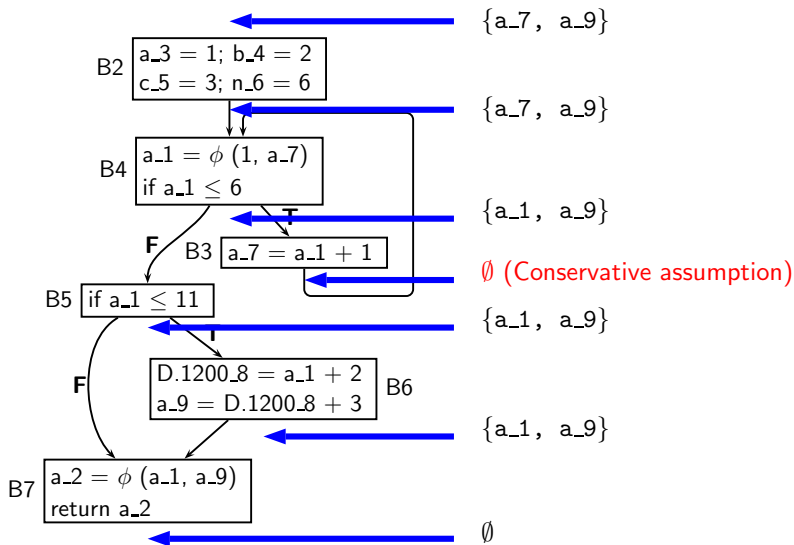 {a_7, a_9}
B2
a_3 = 1; b_4 = 2
c_5 = 3; n_6 = 6
{a_7, a_9}
B4
a_1 = ϕ (1, a_7)
if a_1 ≤ 6
{a_1, a_9}
T
F
B3
a_7 = a_1 + 1
∅ (Conservative assumption)
B5
if a_1 ≤ 11
{a_1, a_9}
T
F
D.1200_8 = a_1 + 2
a_9 = D.1200_8 + 3
B6
{a_1, a_9}
B7
a_2 = ϕ (a_1, a_9)
return a_2
∅